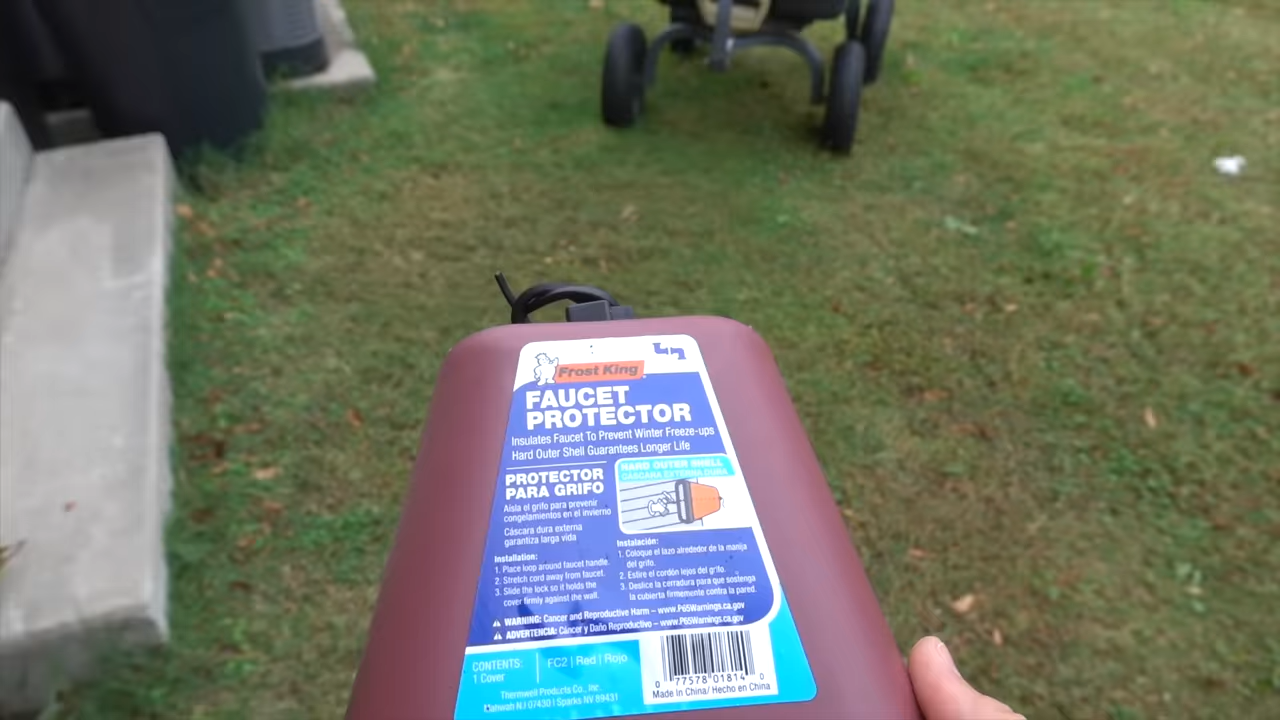 Frost King
FAUCET
PROTECTOR
Insulates Faucet To Prevent Winter Freeze-ups
Hard Outer Shell Guarantees Longer Life
PROTECTOR
PARA GRIFO
Aísla el grifo para prevenir
congelamientos en el invierno
Cáscara dura externa
garantiza larga vida
HARD OUTER SHELL
CÁSCARA EXTERNA DURA
Installation:
1. Place loop around faucet handle.
2. Stretch cord away from faucet.
3. Slide the lock so it holds the
cover firmly against the wall.
Instalación:
1. Coloque el lazo alrededor de la manija
del grifo.
2. Estire el cordón lejos del grifo.
3. Deslice la cerradura para que sostenga
la cubierta firmemente contra la pared.
WARNING: Cancer and Reproductive Harm – www.P65Warnings.ca.gov
ADVERTENCIA: Cáncer y Daño Reproductivo – www.P65Warnings.ca.gov
CONTENTS:
1 Cover
FC2 | Red | Rojo
Thermwell Products Co., Inc.
Mahwah NJ 07430 | Sparks NV 89431
0 77578 01814 0
Made in China/ Hecho en China